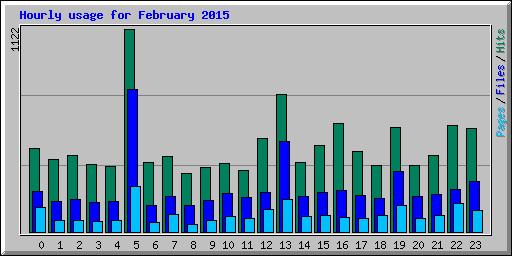 Hourly usage for February 2015
1122
Pages / Files / Hits
0 1 2 3 4 5 6 7 8 9 10 11 12 13 14 15 16 17 18 19 20 21 22 23